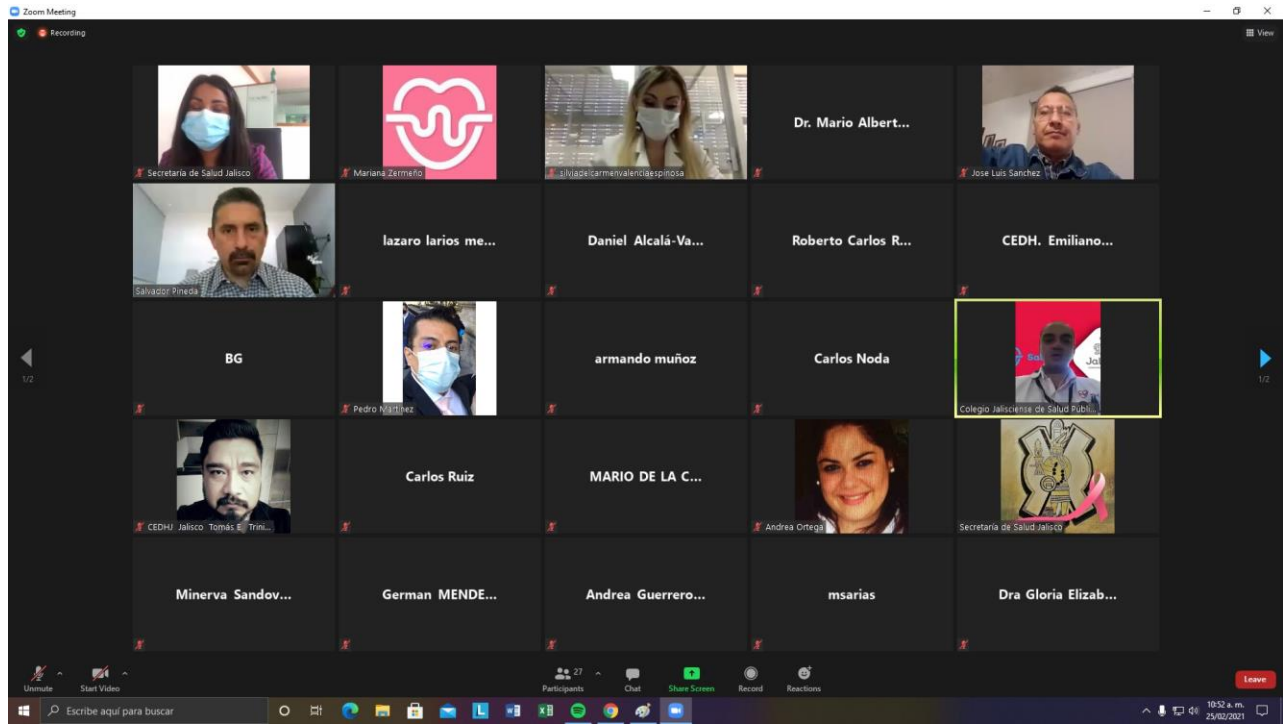 Zoom Meeting
Recording
View
Secretaría de Salud Jalisco
Mariana Zermeño
silviadelcarmenvalenciaespinosa
Dr. Mario Albert...
Jose Luis Sanchez
Salvador Pineda
lazaro larios me...
Daniel Alcalá-Va...
Roberto Carlos R...
CEDH. Emiliano...
BG
Pedro Martinez
armando muñoz
Carlos Noda
Colegio Jalisciense de Salud Públi...
1/2
1/2
CEDHJ Jalisco Tomás E. Trini...
Carlos Ruiz
MARIO DE LA C...
Andrea Ortega
Secretaría de Salud Jalisco
Minerva Sandov...
German MENDE...
Andrea Guerrero...
msarias
Dra Gloria Elizab...
Unmute
Start Video
27
Participants
Chat
Share Screen
Record
Reactions
Leave
Escribe aquí para buscar
10:52 a. m.
25/02/2021